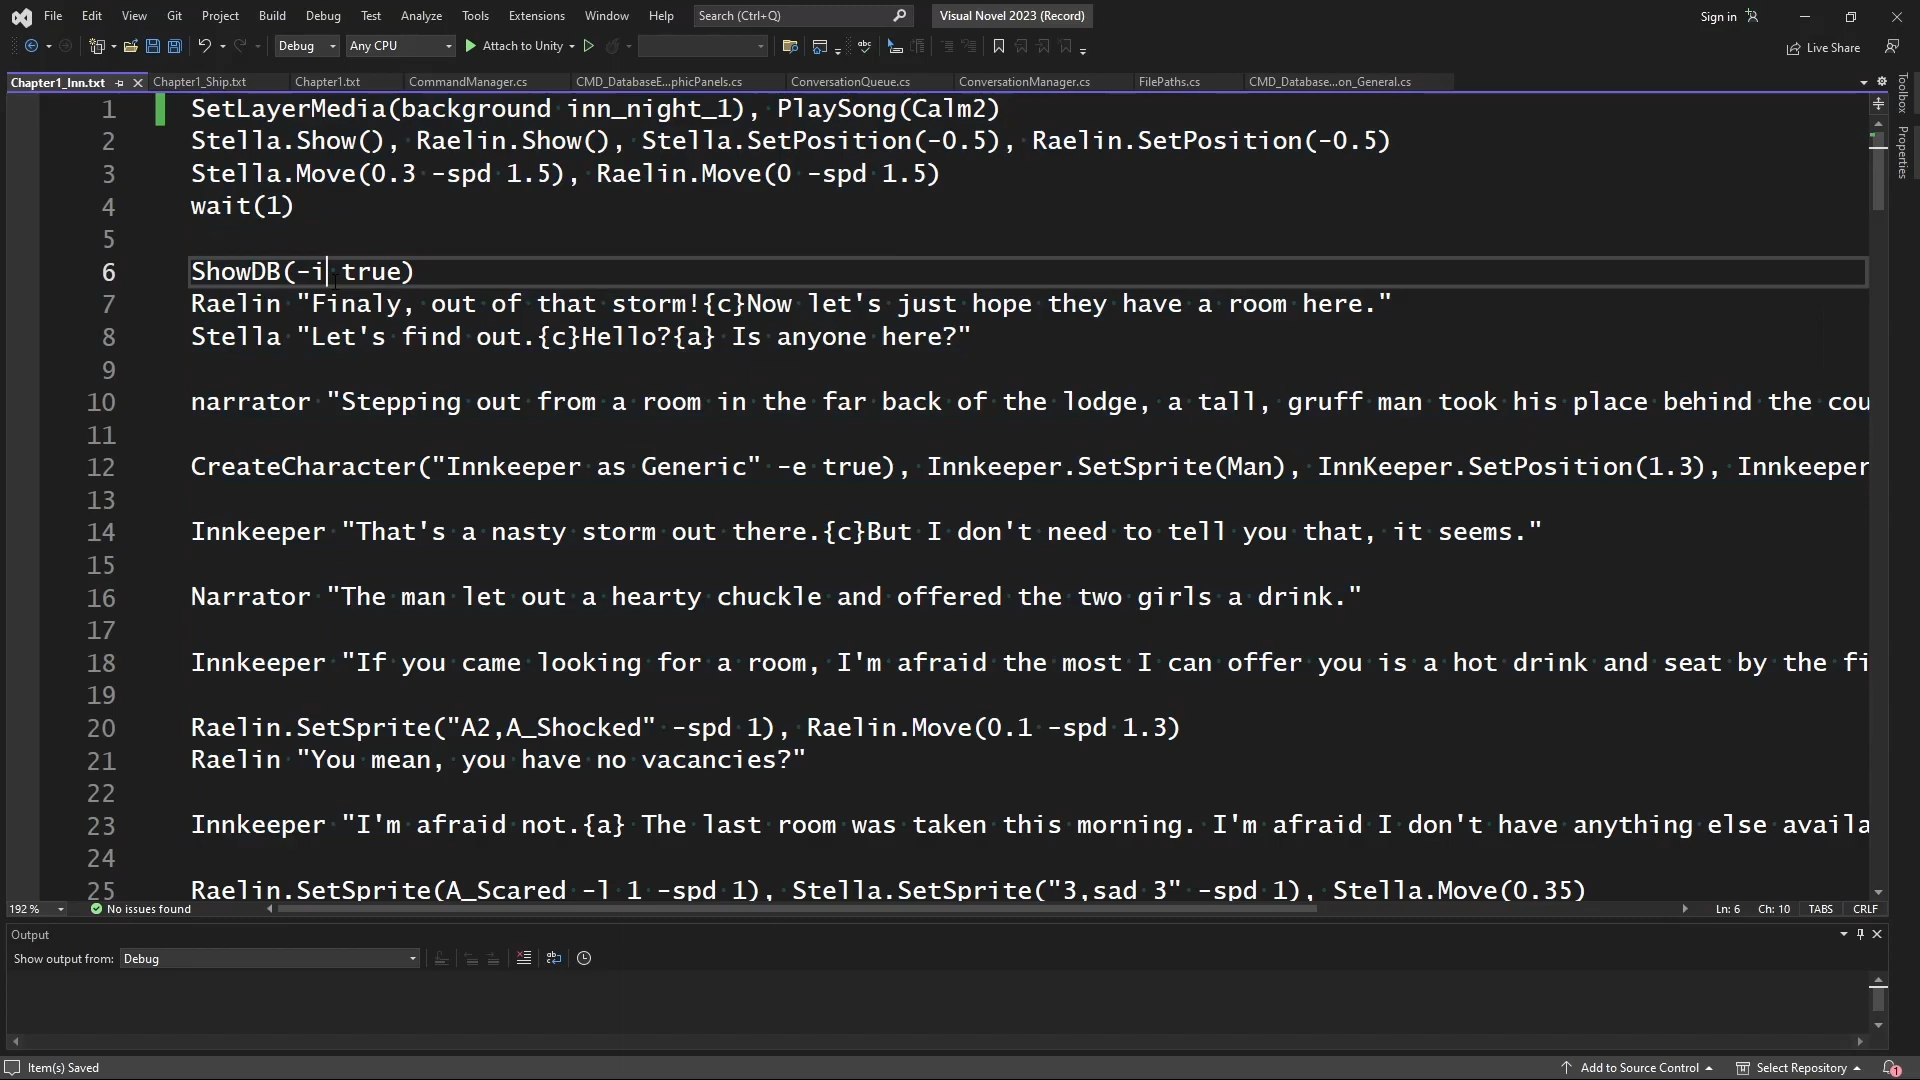 File Edit View Git Project Build Debug Test Analyze Tools Extensions Window Help Search (Ctrl+Q) Visual Novel 2023 (Record) Sign in
Debug Any CPU Attach to Unity Live Share
Chapter1_Inn.txt Chapter1_Ship.txt Chapter1.txt CommandManager.cs CMD_DatabaseE...phicPanels.cs ConversationQueue.cs ConversationManager.cs FilePaths.cs CMD_Database...on_General.cs
Toolbox
Properties
1 SetLayerMedia(background inn_night_1), PlaySong(Calm2)
2 Stella.Show(), Raelin.Show(), Stella.SetPosition(-0.5), Raelin.SetPosition(-0.5)
3 Stella.Move(0.3 -spd 1.5), Raelin.Move(0 -spd 1.5)
4 wait(1)
5
6 ShowDB(-i true)
7 Raelin "Finaly, out of that storm!{c}Now let's just hope they have a room here."
8 Stella "Let's find out.{c}Hello?{a} Is anyone here?"
9
10 narrator "Stepping out from a room in the far back of the lodge, a tall, gruff man took his place behind the cou
11
12 CreateCharacter("Innkeeper as Generic" -e true), Innkeeper.SetSprite(Man), InnKeeper.SetPosition(1.3), Innkeeper
13
14 Innkeeper "That's a nasty storm out there.{c}But I don't need to tell you that, it seems."
15
16 Narrator "The man let out a hearty chuckle and offered the two girls a drink."
17
18 Innkeeper "If you came looking for a room, I'm afraid the most I can offer you is a hot drink and seat by the fi
19
20 Raelin.SetSprite("A2,A_Shocked" -spd 1), Raelin.Move(0.1 -spd 1.3)
21 Raelin "You mean, you have no vacancies?"
22
23 Innkeeper "I'm afraid not.{a} The last room was taken this morning. I'm afraid I don't have anything else availa
24
25 Raelin.SetSprite(A_Scared -l 1 -spd 1), Stella.SetSprite("3,sad 3" -spd 1), Stella.Move(0.35)
192 % No issues found Ln: 6 Ch: 10 TABS CRLF
Output
Show output from: Debug
Item(s) Saved Add to Source Control Select Repository 1